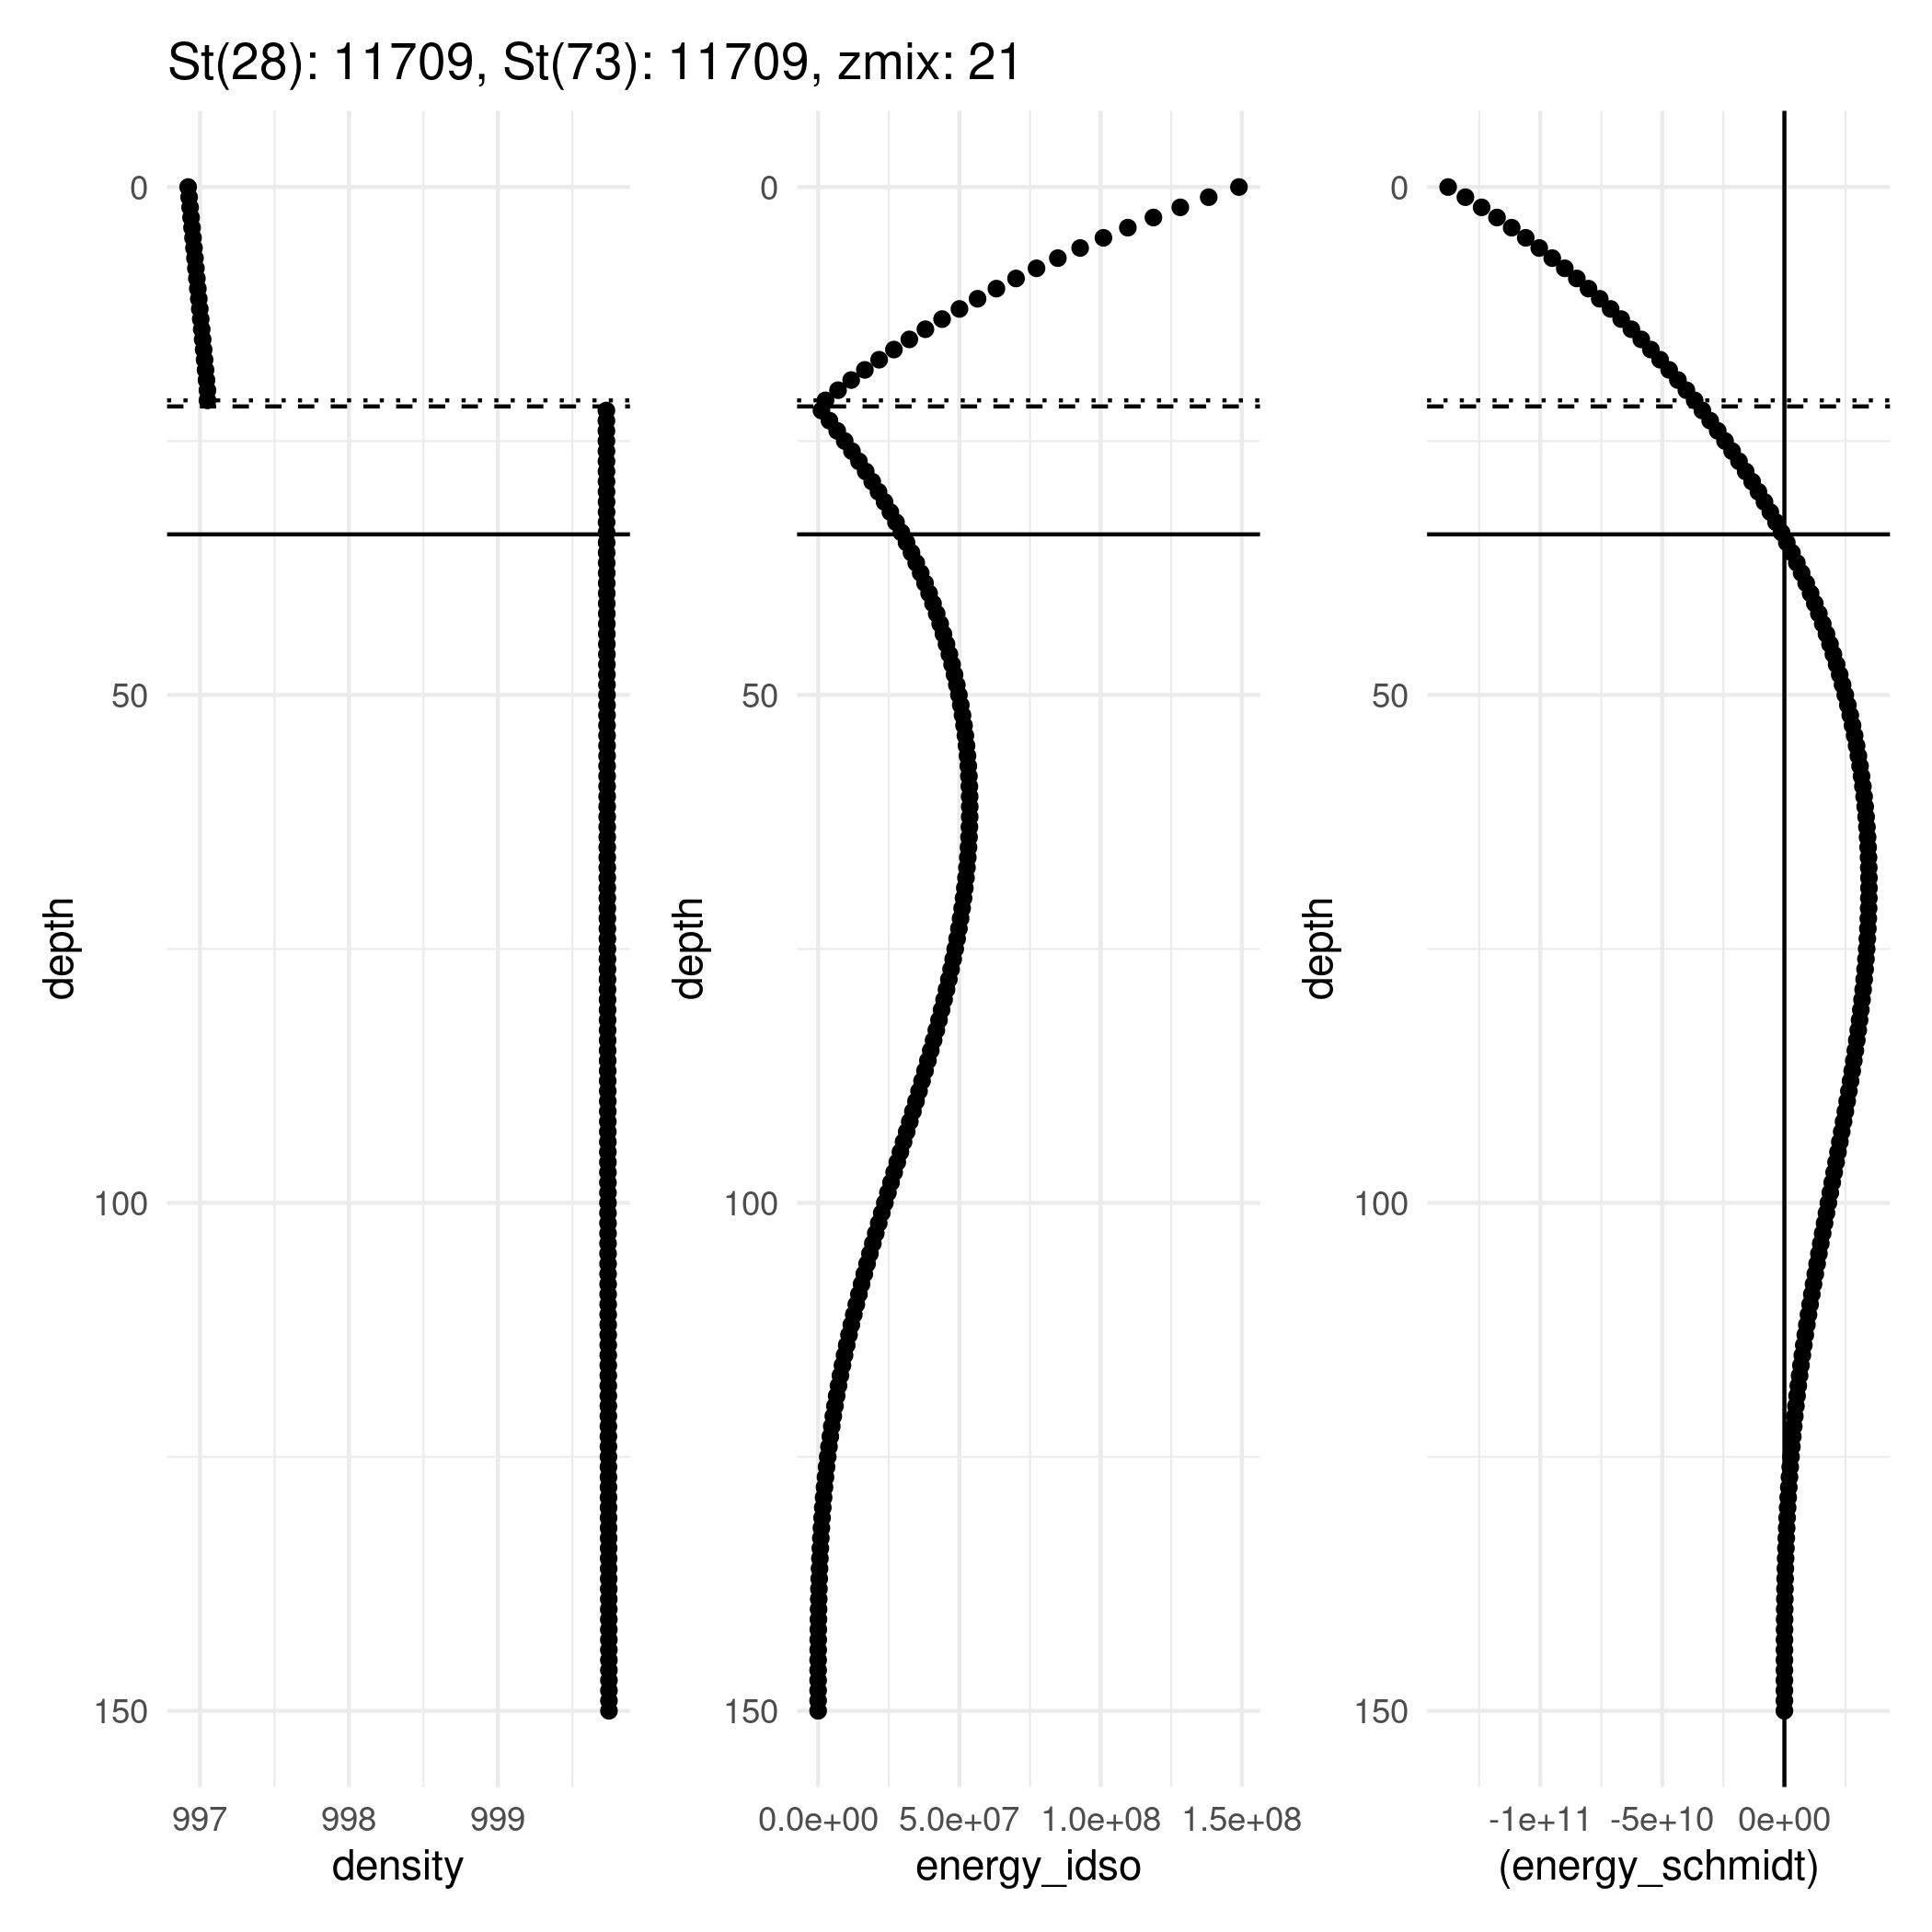 St(28): 11709, St(73): 11709, zmix: 21
depth
0
50
100
150
997 998 999
density
depth
0
50
100
150
0.0e+00 5.0e+07 1.0e+08 1.5e+08
energy_idso
depth
0
50
100
150
-1e+11 -5e+10 0e+00
(energy_schmidt)